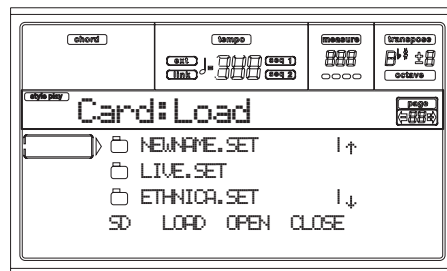 chord tempo measure transpose
ext seq 1
link seq 2
octave
style play Card:Load page
NEWNAME.SET
LIVE.SET
ETHNICA.SET
SD LOAD OPEN CLOSE